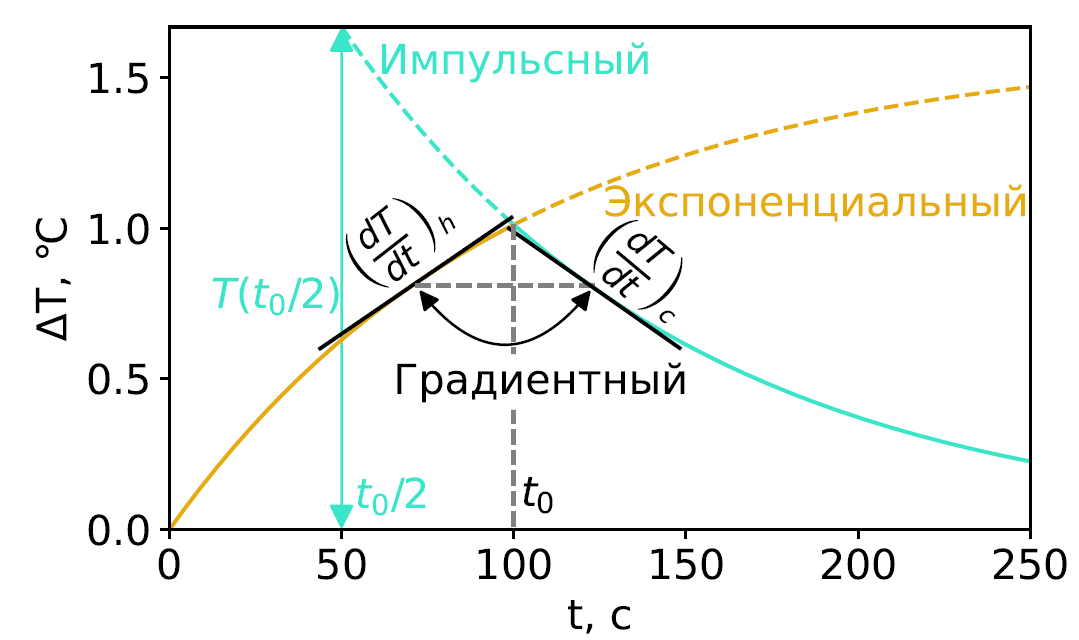 1.5
1.0
0.5
0.0
ΔT, °C
Импульсный
Экспоненциальный
(dT/dt)h
(dT/dt)c
T(t0/2)
Градиентный
t0/2
t0
0 50 100 150 200 250
t, c